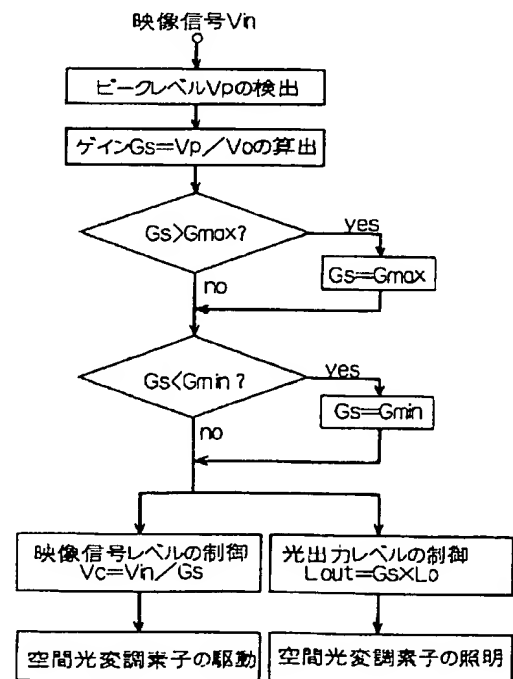 映像信号Vin
ピークレベルVpの検出
ゲインGs=Vp/Voの算出
Gs>Gmax?
yes
Gs=Gmax
no
Gs<Gmin?
yes
Gs=Gmin
no
映像信号レベルの制御
Vc=Vin/Gs
光出力レベルの制御
Lout=Gs×Lo
空間光変調素子の駆動
空間光変調素子の照明